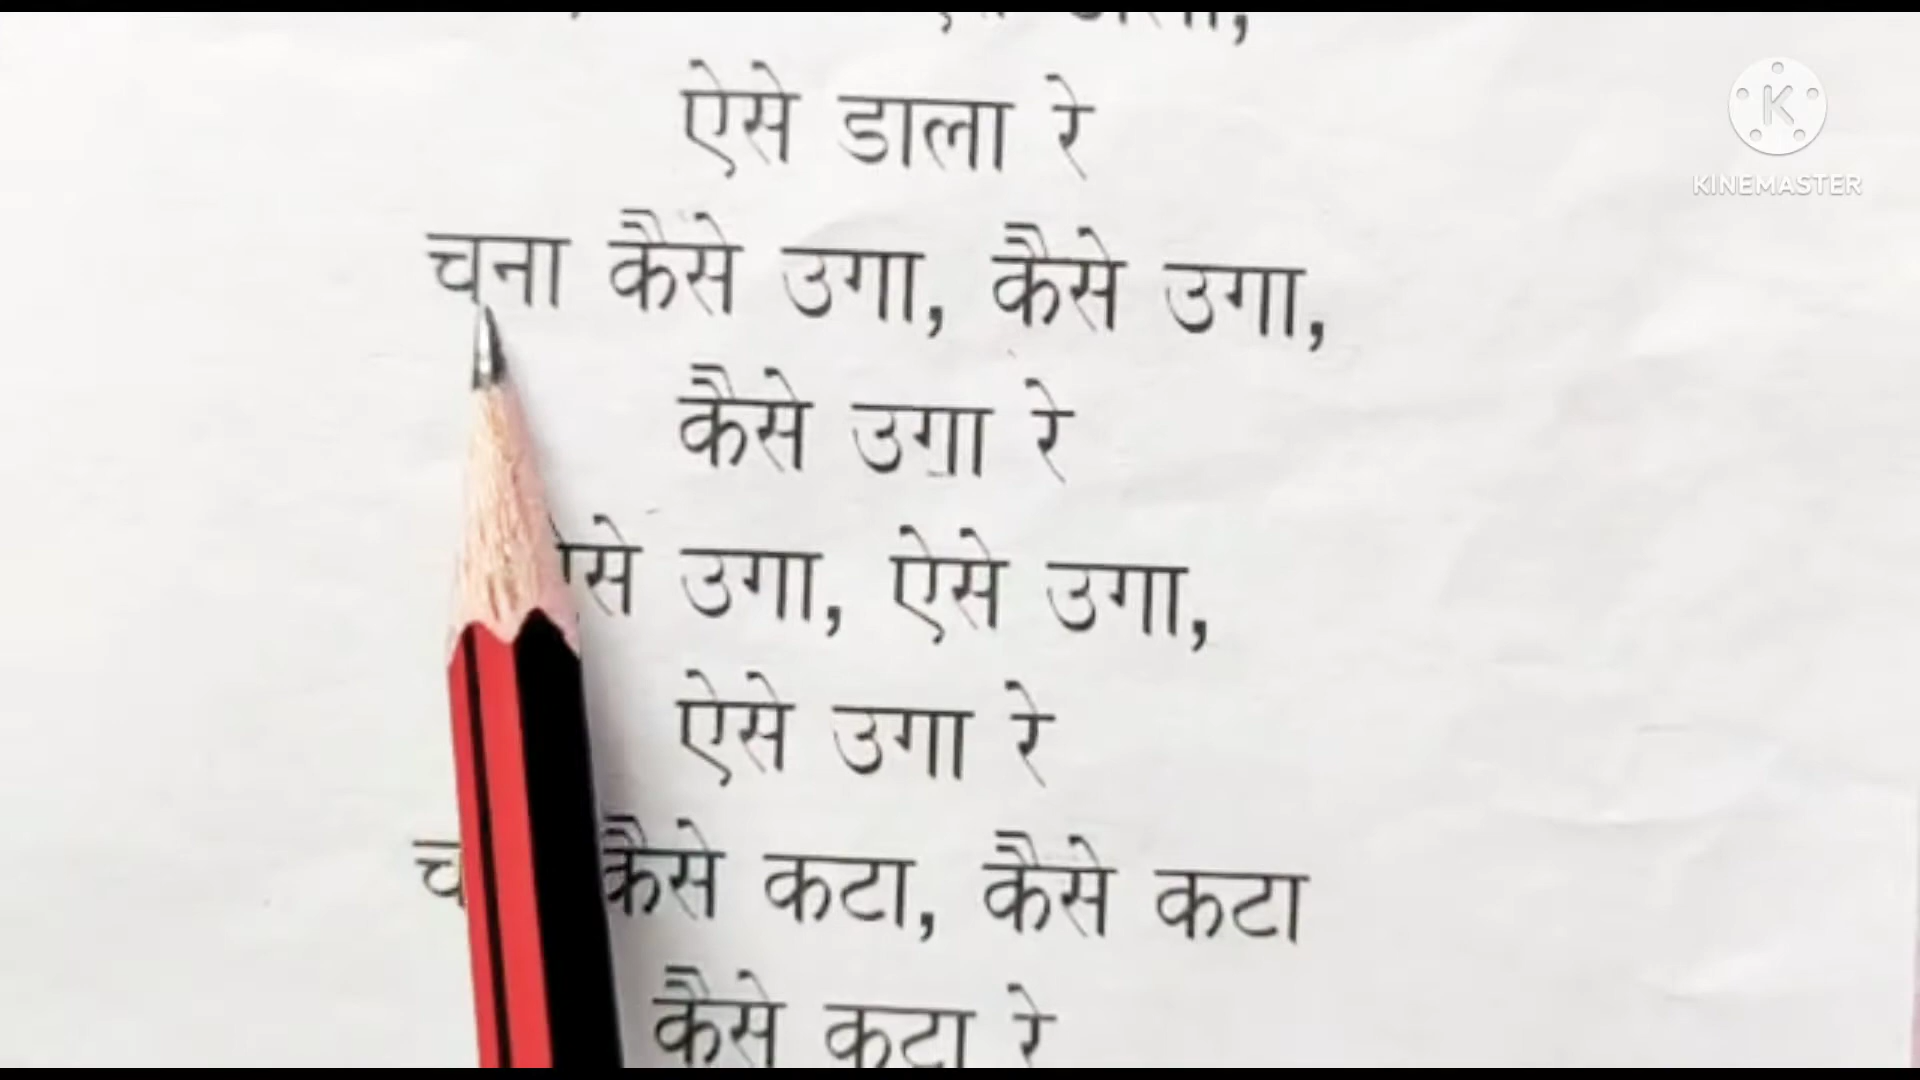 ऐसे डाला रे
चना कैसे उगा, कैसे उगा,
कैसे उगा रे
उगा, ऐसे उगा,
ऐसे उगा रे
कैसे कटा, कैसे कटा
कैसे कटा रे
KINEMASTER